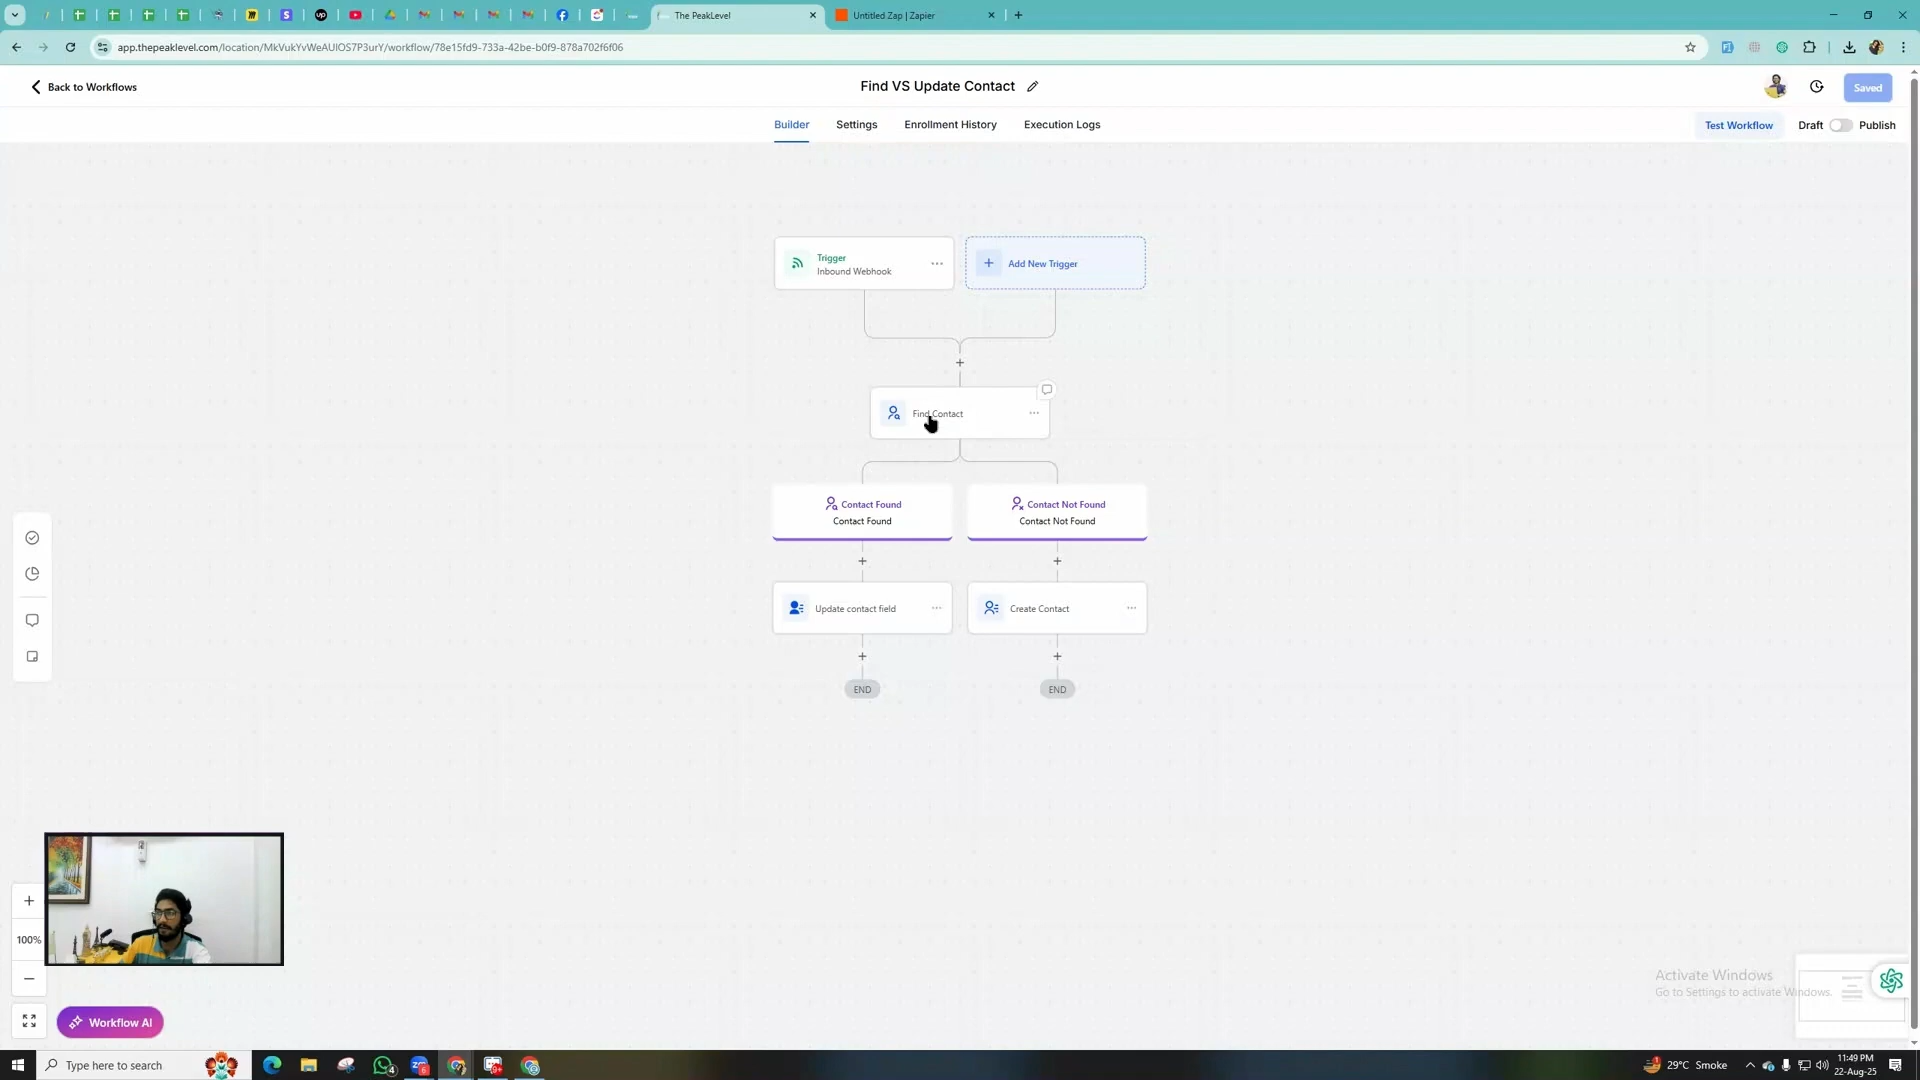 The PeakLevel
Untitled Zap | Zapier
app.thepeaklevel.com/location/MkVukYvWeAUIOS7P3urY/workflow/78e15fd9-733a-42be-b0f9-878a702f6f06
Back to Workflows
Find VS Update Contact
Saved
Builder
Settings
Enrollment History
Execution Logs
Test Workflow
Draft
Publish
Trigger
Inbound Webhook
Add New Trigger
Find Contact
Contact Found
Contact Found
Contact Not Found
Contact Not Found
Update contact field
Create Contact
END
END
100%
Workflow AI
Activate Windows
Go to Settings to activate Windows.
Type here to search
29°C Smoke
11:49 PM
22-Aug-25